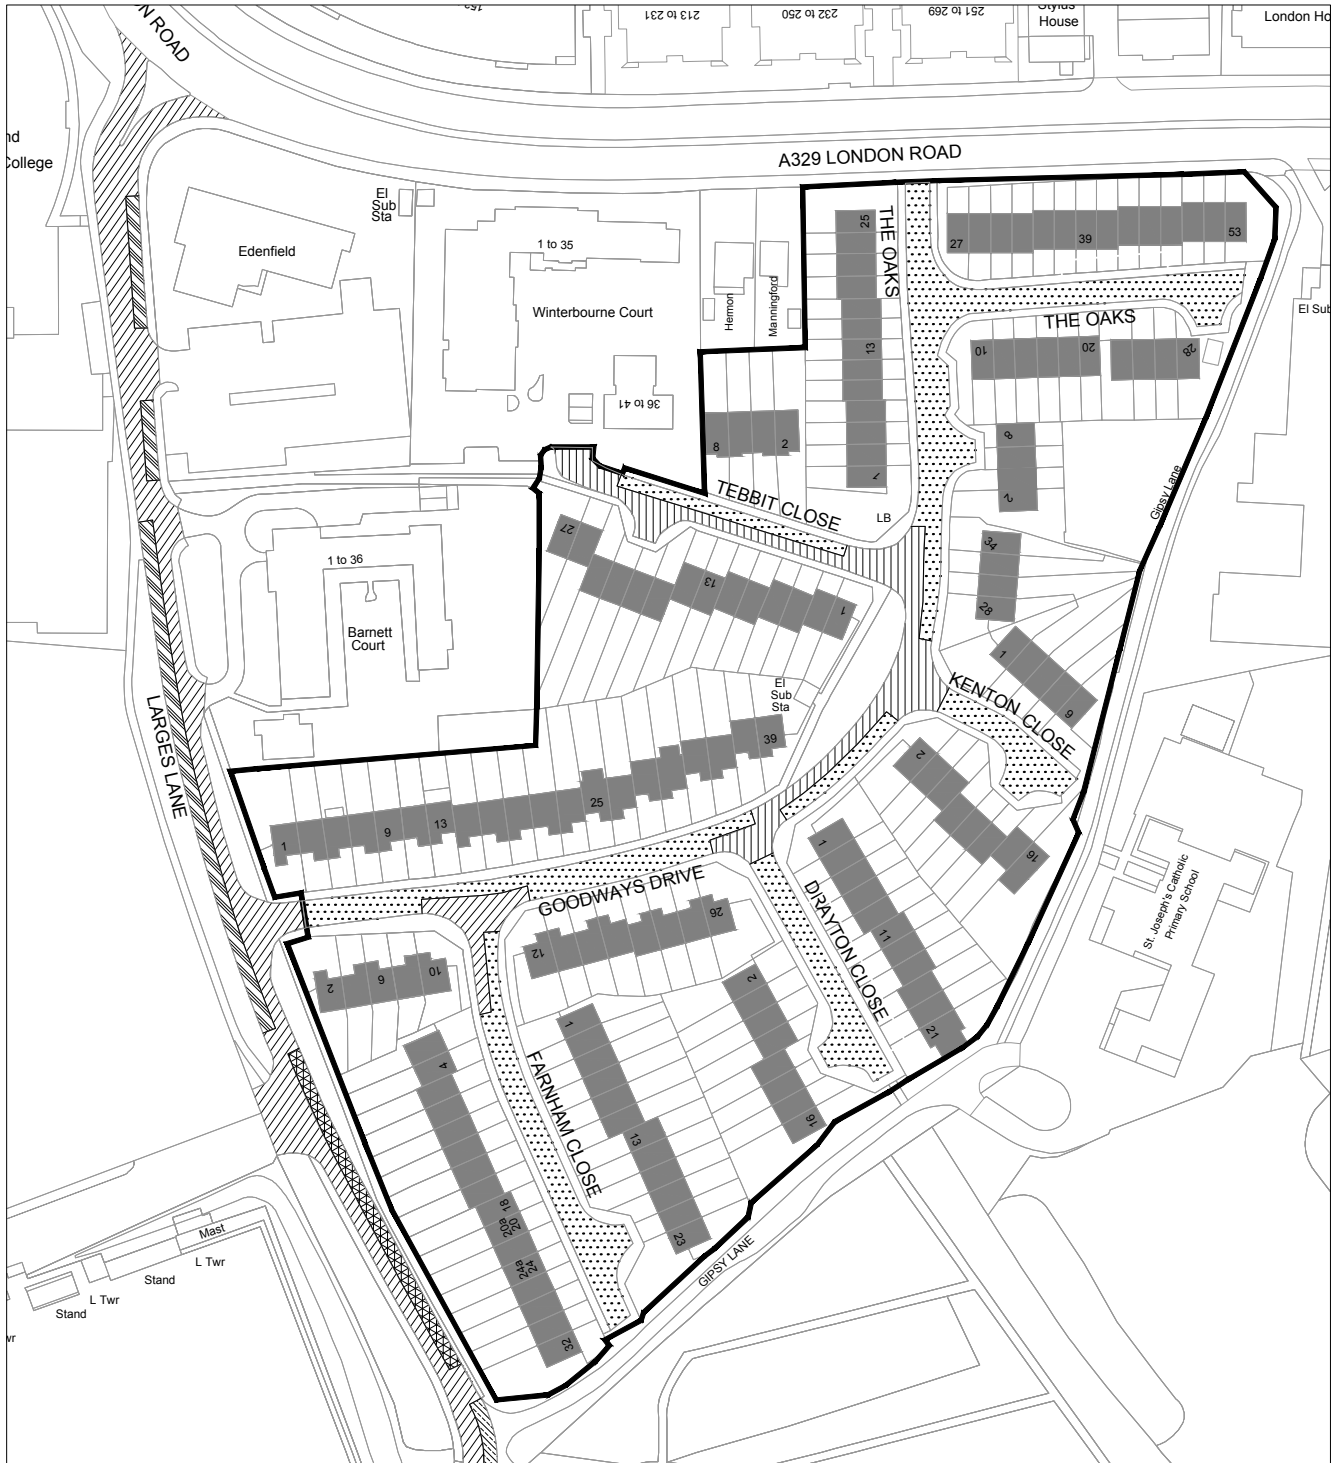 N ROAD
213 to 231
232 to 250
251 to 269
House
London Ho
nd
College
A329 LONDON ROAD
El
Sub
Sta
Edenfield
1 to 35
Winterbourne Court
Hermon
Manningford
36 to 41
THE OAKS
25
13
7
27
39
53
THE OAKS
10
20
28
El Sub
8
2
8
2
Gipsy Lane
TEBBIT CLOSE
LB
34
28
27
13
1
1 to 36
Barnett
Court
El
Sub
Sta
1
9
KENTON CLOSE
LARGES LANE
39
25
13
9
1
2
16
St. Joseph's Catholic
Primary School
GOODWAYS DRIVE
12
26
2
6
10
1
11
21
DRAYTON CLOSE
2
16
FARNHAM CLOSE
1
13
23
4
18
20
20a
24
24a
32
GIPSY LANE
Mast
L Twr
Stand
L Twr
Stand
wr